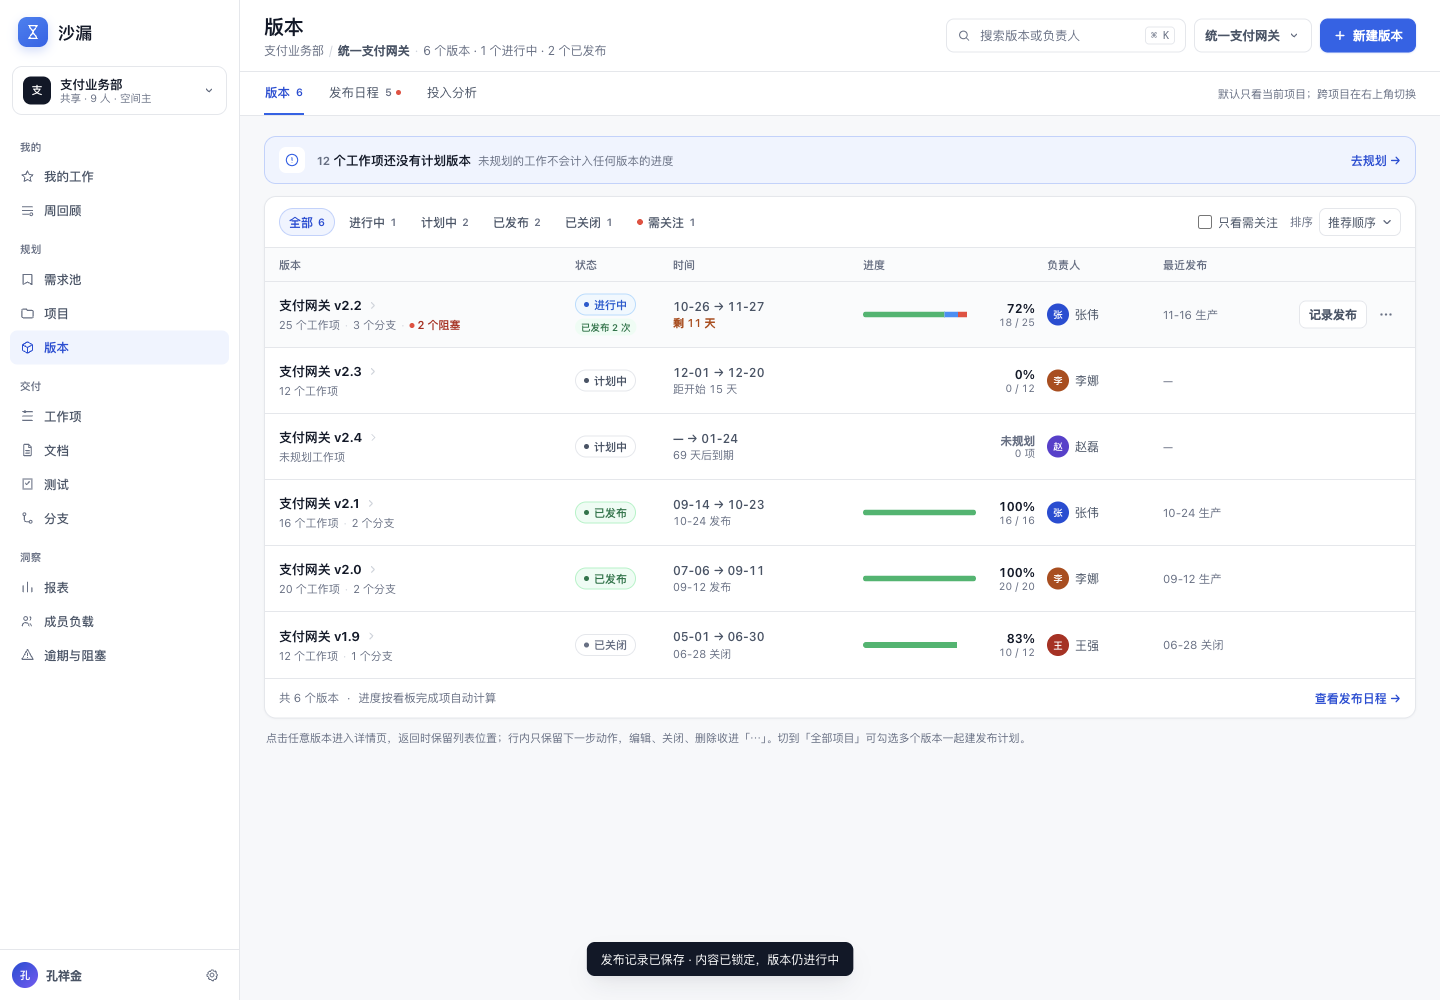 沙漏
支
支付业务部
共享 · 9 人 · 空间主
我的
我的工作
周回顾
规划
需求池
项目
版本
交付
工作项
文档
测试
分支
洞察
报表
成员负载
逾期与阻塞
孔
孔祥金
版本
支付业务部 / 统一支付网关 · 6 个版本 · 1 个进行中 · 2 个已发布
搜索版本或负责人 ⌘ K
统一支付网关
新建版本
版本 6
发布日程 5
投入分析
默认只看当前项目；跨项目在右上角切换
12 个工作项还没有计划版本 未规划的工作不会计入任何版本的进度
去规划 →
全部 6
进行中 1
计划中 2
已发布 2
已关闭 1
需关注 1
只看需关注
排序
推荐顺序
版本 状态 时间 进度 负责人 最近发布
支付网关 v2.2
25 个工作项 · 3 个分支 · 2 个阻塞
进行中
已发布 2 次
10-26 → 11-27
剩 11 天
72%
18 / 25
张 张伟
11-16 生产
记录发布 ···
支付网关 v2.3
12 个工作项
计划中
12-01 → 12-20
距开始 15 天
0%
0 / 12
李 李娜
—
支付网关 v2.4
未规划工作项
计划中
— → 01-24
69 天后到期
未规划
0 项
赵 赵磊
—
支付网关 v2.1
16 个工作项 · 2 个分支
已发布
09-14 → 10-23
10-24 发布
100%
16 / 16
张 张伟
10-24 生产
支付网关 v2.0
20 个工作项 · 2 个分支
已发布
07-06 → 09-11
09-12 发布
100%
20 / 20
李 李娜
09-12 生产
支付网关 v1.9
12 个工作项 · 1 个分支
已关闭
05-01 → 06-30
06-28 关闭
83%
10 / 12
王 王强
06-28 关闭
共 6 个版本 · 进度按看板完成项自动计算
查看发布日程 →
点击任意版本进入详情页，返回时保留列表位置；行内只保留下一步动作，编辑、关闭、删除收进「···」。切到「全部项目」可勾选多个版本一起建发布计划。
发布记录已保存 · 内容已锁定，版本仍进行中